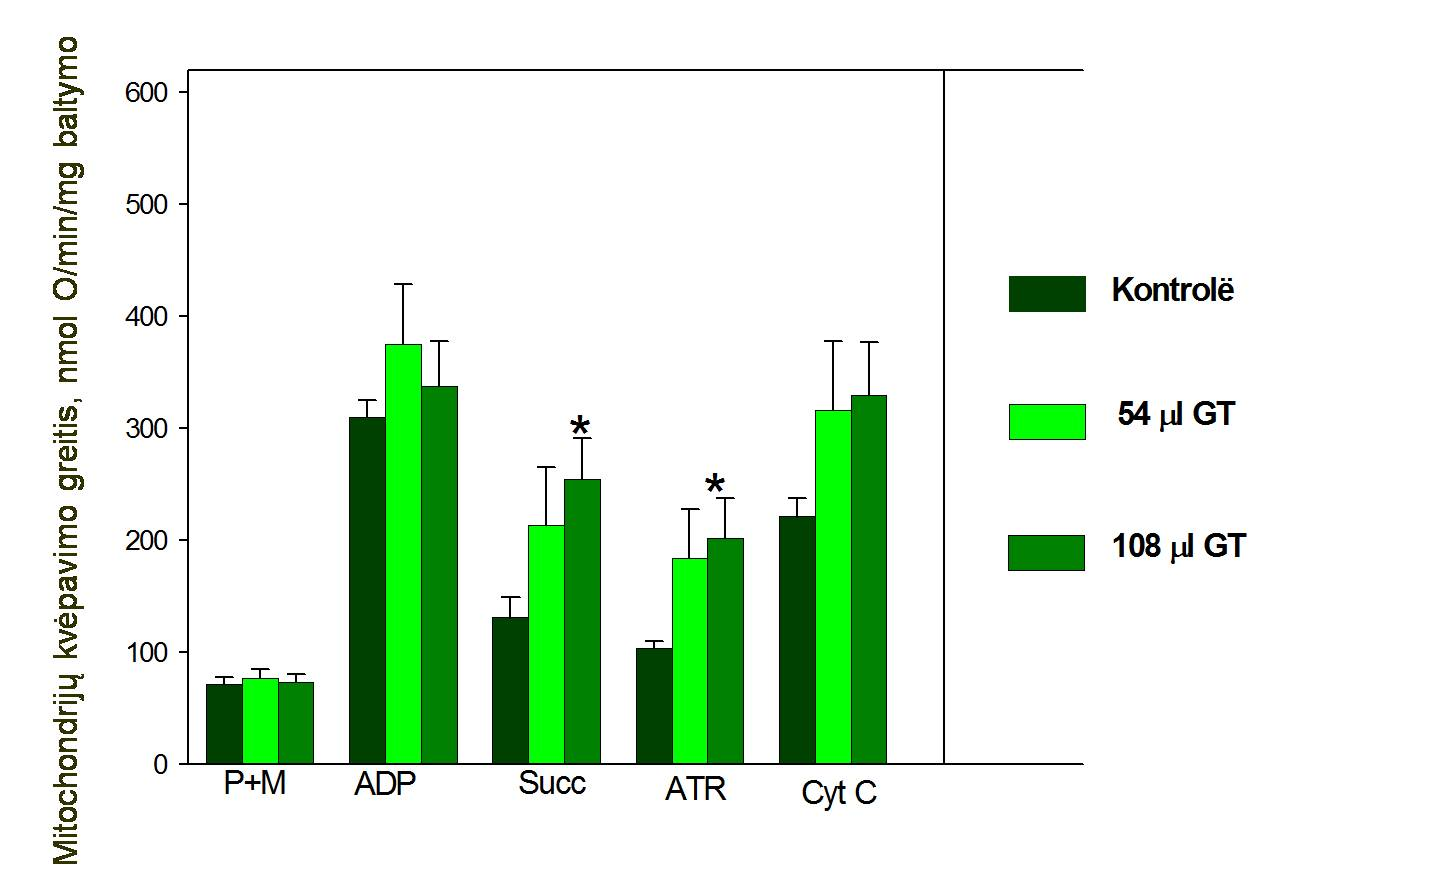 Mitochondrijų kvėpavimo greitis, nmol O/min/mg baltymo
600
500
400
300
200
100
0
*
*
P+M
ADP
Succ
ATR
Cyt C
Kontrolë
54 µl GT
108 µl GT